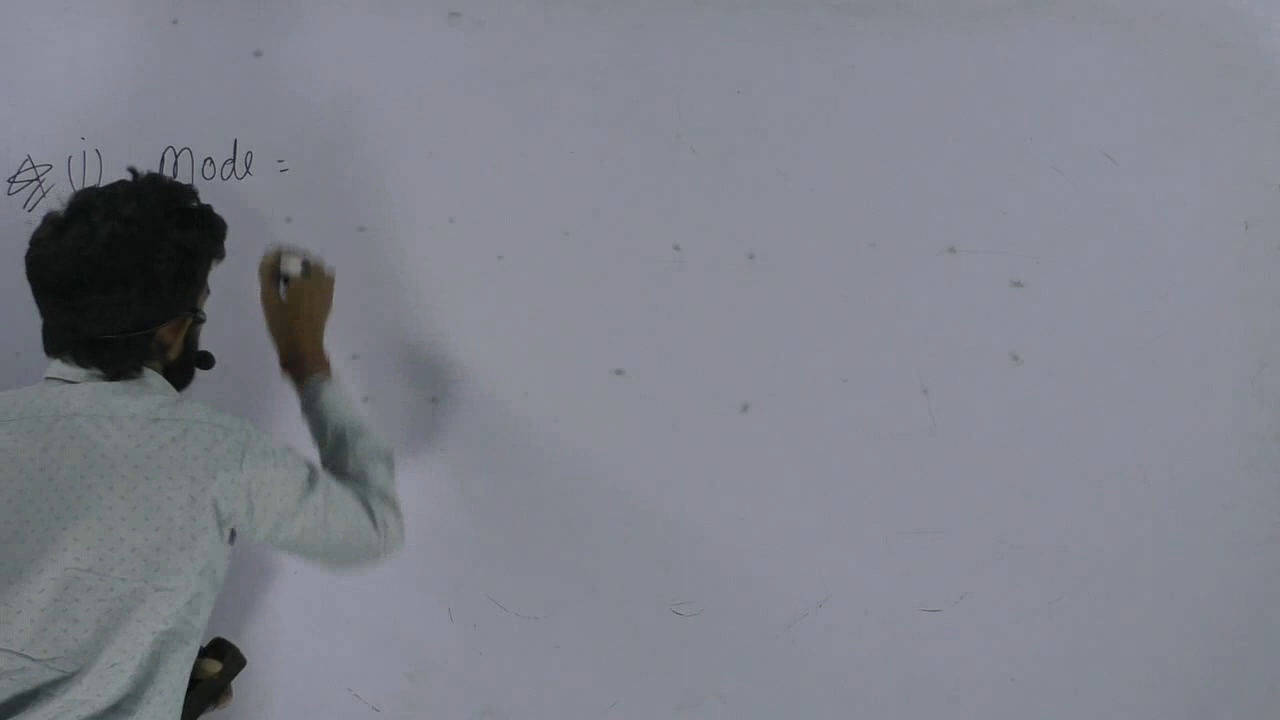 (i) Mode =